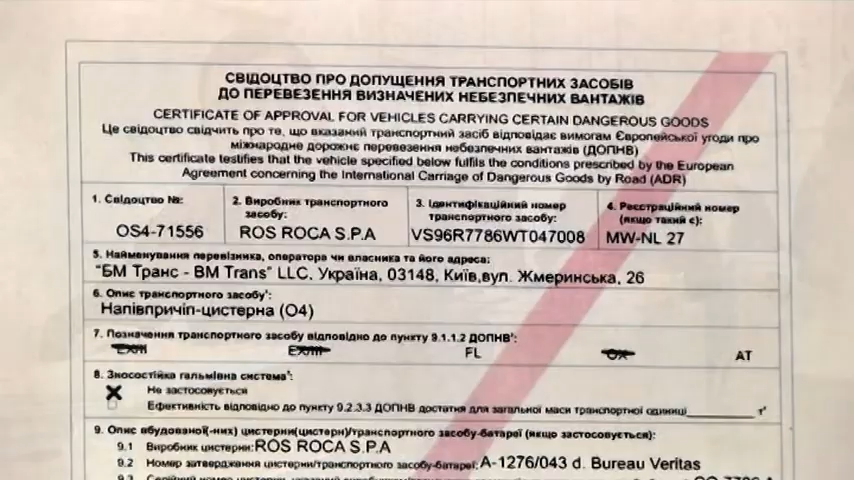 СВІДОЦТВО ПРО ДОПУЩЕННЯ ТРАНСПОРТНИХ ЗАСОБІВ
ДО ПЕРЕВЕЗЕННЯ ВИЗНАЧЕНИХ НЕБЕЗПЕЧНИХ ВАНТАЖІВ
CERTIFICATE OF APPROVAL FOR VEHICLES CARRYING CERTAIN DANGEROUS GOODS
Це свідоцтво свідчить про те, що вказаний транспортний засіб відповідає вимогам Європейської угоди про
міжнародне дорожнє перевезення небезпечних вантажів (ДОПНВ)
This certificate testifies that the vehicle specified below fulfils the conditions prescribed by the European
Agreement concerning the International Carriage of Dangerous Goods by Road (ADR)
1. Свідоцтво №:
OS4-71556
2. Виробник транспортного
засобу:
ROS ROCA S.P.A
3. Ідентифікаційний номер
транспортного засобу:
VS96R7786WT047008
4. Реєстраційний номер
(якщо такий є):
MW-NL 27
5. Найменування перевізника, оператора чи власника та його адреса:
"БМ Транс - BM Trans" LLC. Україна, 03148, Київ,вул. Жмеринська, 26
6. Опис транспортного засобу¹:
Напівпричіп-цистерна (O4)
7. Позначення транспортного засобу відповідно до пункту 9.1.1.2 ДОПНВ¹:
EX/II EX/III FL OX AT
8. Зносостійка гальмівна система¹:
Не застосовується
Ефективність відповідно до пункту 9.2.3.3 ДОПНВ достатня для загальної маси транспортної одиниці т¹
9. Опис вбудованої(-них) цистерни(цистерн)/транспортного засобу-батареї (якщо застосовується):
9.1 Виробник цистерни: ROS ROCA S.P.A
9.2 Номер затвердження цистерни/транспортного засобу-батареї: A-1276/043 d. Bureau Veritas